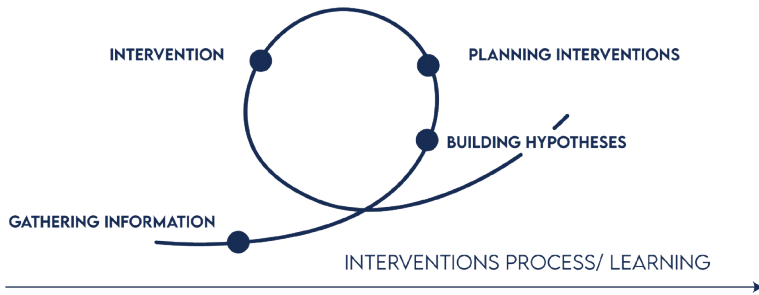 INTERVENTION
PLANNING INTERVENTIONS
BUILDING HYPOTHESES
GATHERING INFORMATION
INTERVENTIONS PROCESS/ LEARNING